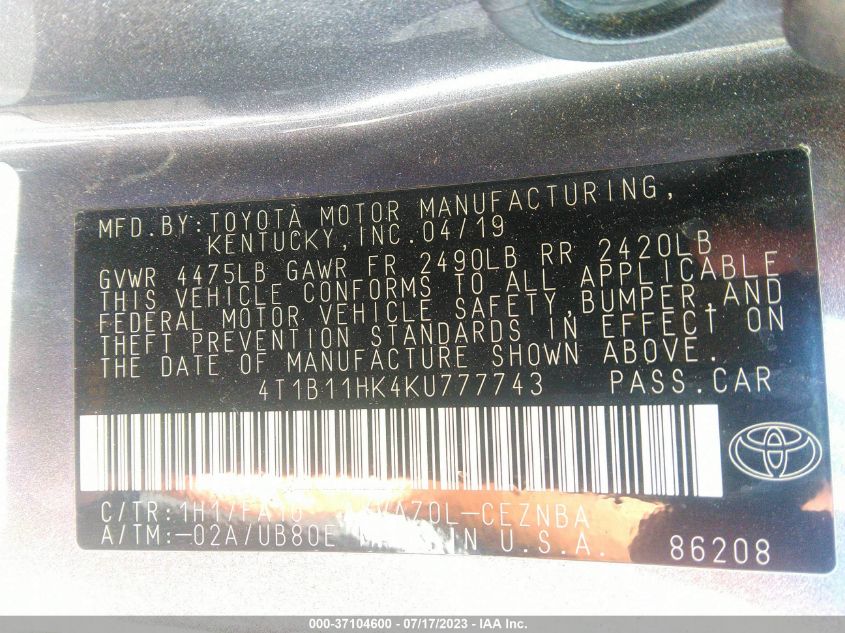 MFD.BY:TOYOTA MOTOR MANUFACTURING,
KENTUCKY,INC.04/19
GVWR 4475LB GAWR FR 2490LB RR 2420LB
THIS VEHICLE CONFORMS TO ALL APPLICABLE
FEDERAL MOTOR VEHICLE SAFETY,BUMPER,AND
THEFT PREVENTION STANDARDS IN EFFECT ON
THE DATE OF MANUFACTURE SHOWN ABOVE.
4T1B11HK4KU777743 PASS.CAR
C/TR:1H1/FA10
A/TM:-02A/UB80E IN U.S.A. 86208
000-37104600 - 07/17/2023 - IAA Inc.